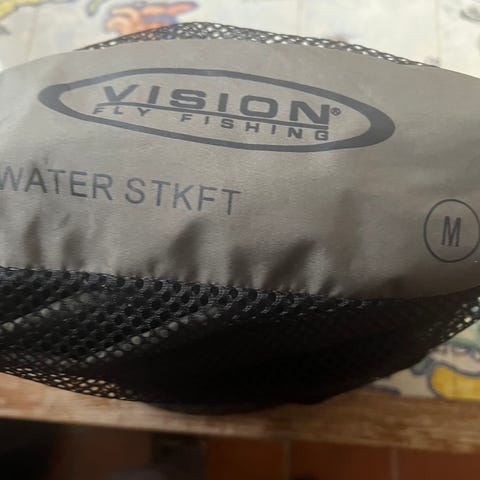 VISION®
FLY FISHING
WATER STKFT
M